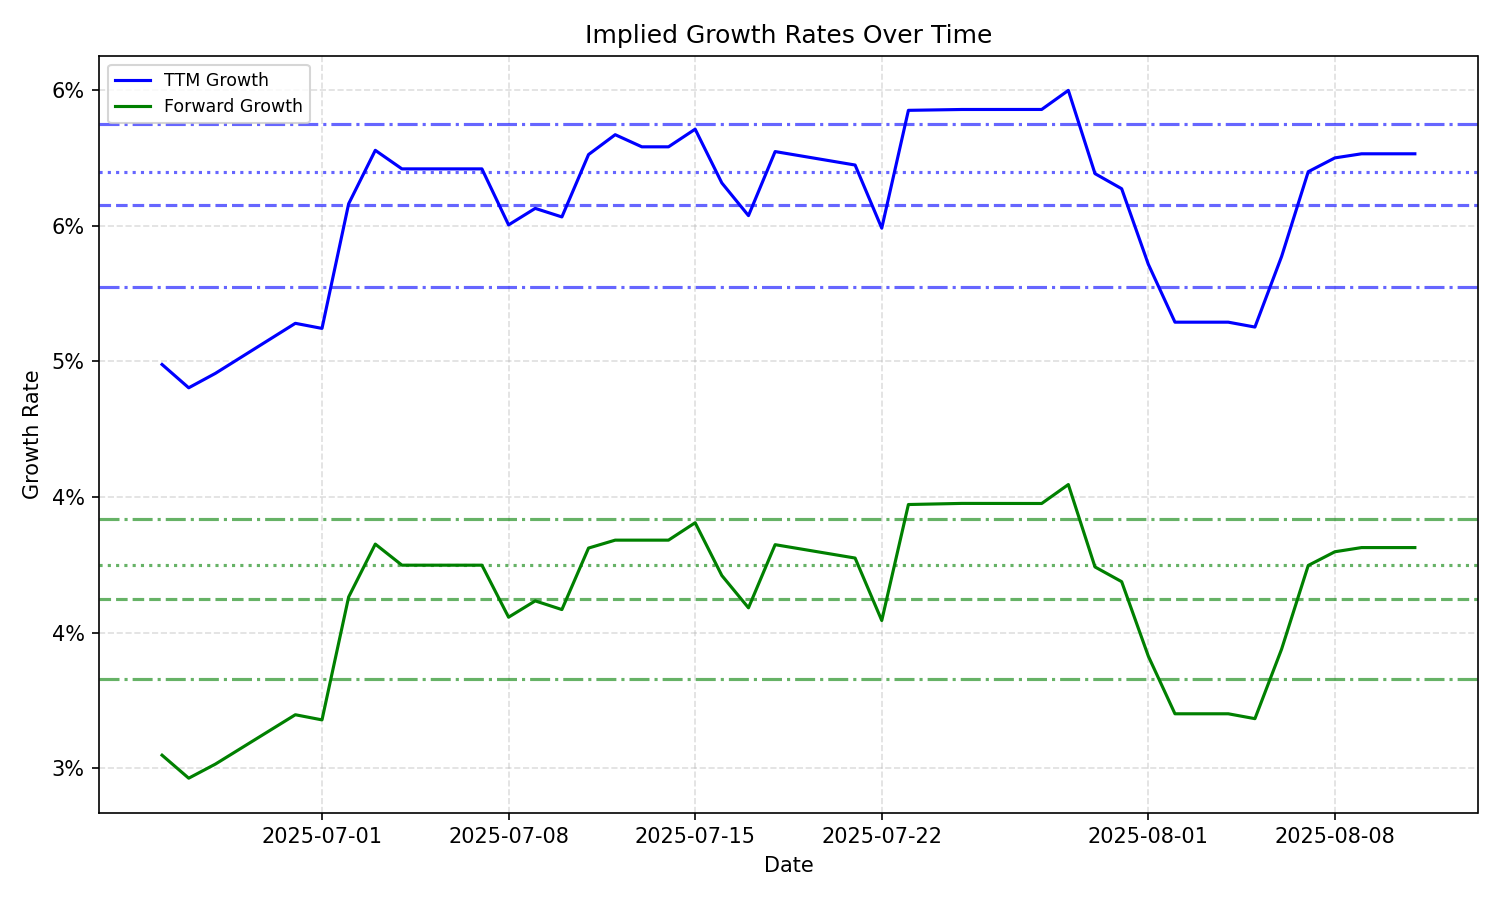 Implied Growth Rates Over Time
TTM Growth
Forward Growth
6%
6%
5%
4%
4%
3%
Growth Rate
2025-07-01
2025-07-08
2025-07-15
2025-07-22
2025-08-01
2025-08-08
Date